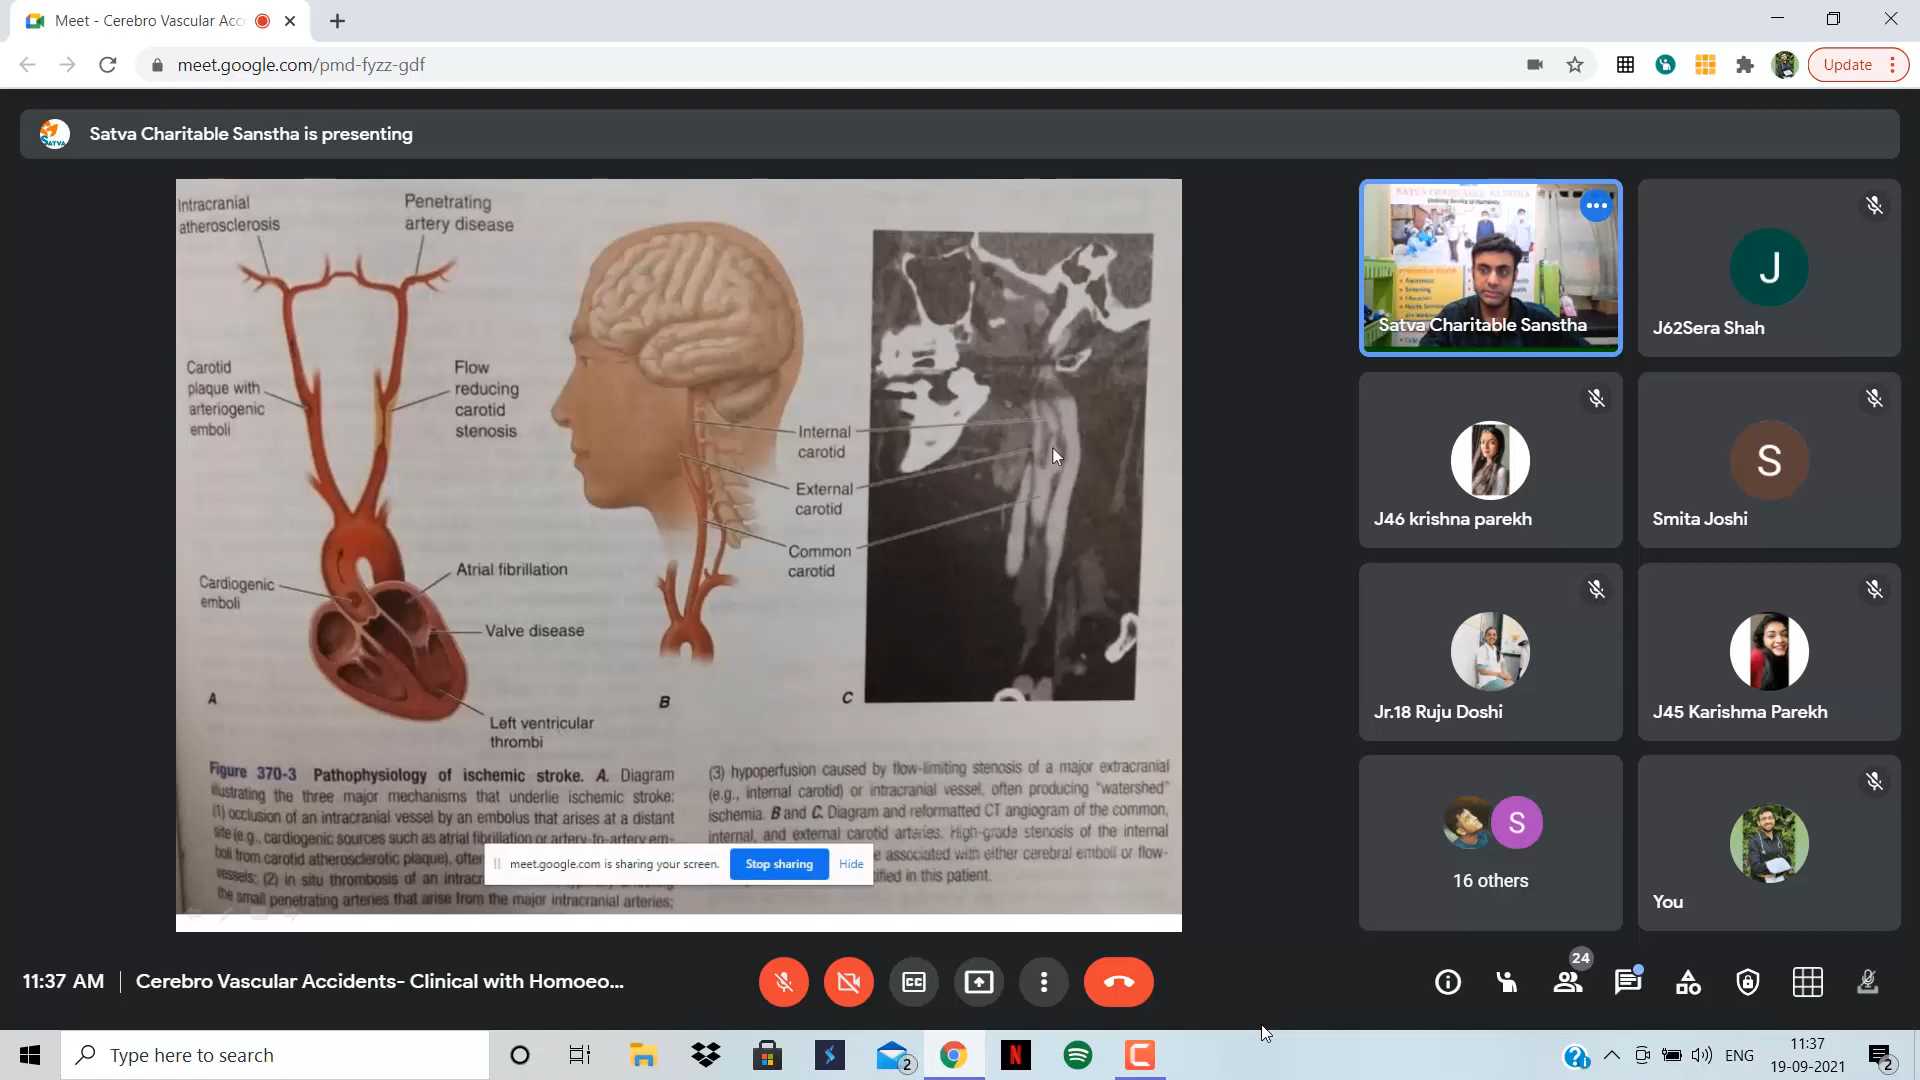 Meet - Cerebro Vascular Acc
meet.google.com/pmd-fyzz-gdf
Update
Satva Charitable Sanstha is presenting
Intracranial
atherosclerosis
Penetrating
artery disease
Carotid
plaque with
arteriogenic
emboli
Flow
reducing
carotid
stenosis
Internal
carotid
External
carotid
Common
carotid
Cardiogenic
emboli
Atrial fibrillation
Valve disease
Left ventricular
thrombi
A
B
C
Figure 370-3 Pathophysiology of ischemic stroke. A. Diagram
illustrating the three major mechanisms that underlie ischemic stroke:
(1) occlusion of an intracranial vessel by an embolus that arises at a distant
site (e.g., cardiogenic sources such as atrial fibrillation or artery-to-artery em-
boli from carotid atherosclerotic plaque), often
vessels; (2) in situ thrombosis of an
the small penetrating arteries that arise from the major intracranial arteries;
(3) hypoperfusion caused by flow-limiting stenosis of a major extracranial
(e.g., internal carotid) or intracranial vessel, often producing "watershed"
ischemia. B and C. Diagram and reformatted CT angiogram of the common,
internal, and external carotid arteries. High-grade stenosis of the internal
associated with either cerebral emboli or flow-
in this patient.
meet.google.com is sharing your screen.
Stop sharing
Hide
SATVA CHARITABLE SANSTHA
Satva Charitable Sanstha
J
J62Sera Shah
J46 krishna parekh
S
Smita Joshi
Jr.18 Ruju Doshi
J45 Karishma Parekh
S
16 others
You
11:37 AM
Cerebro Vascular Accidents- Clinical with Homoeo...
24
Type here to search
2
ENG
11:37
19-09-2021
2